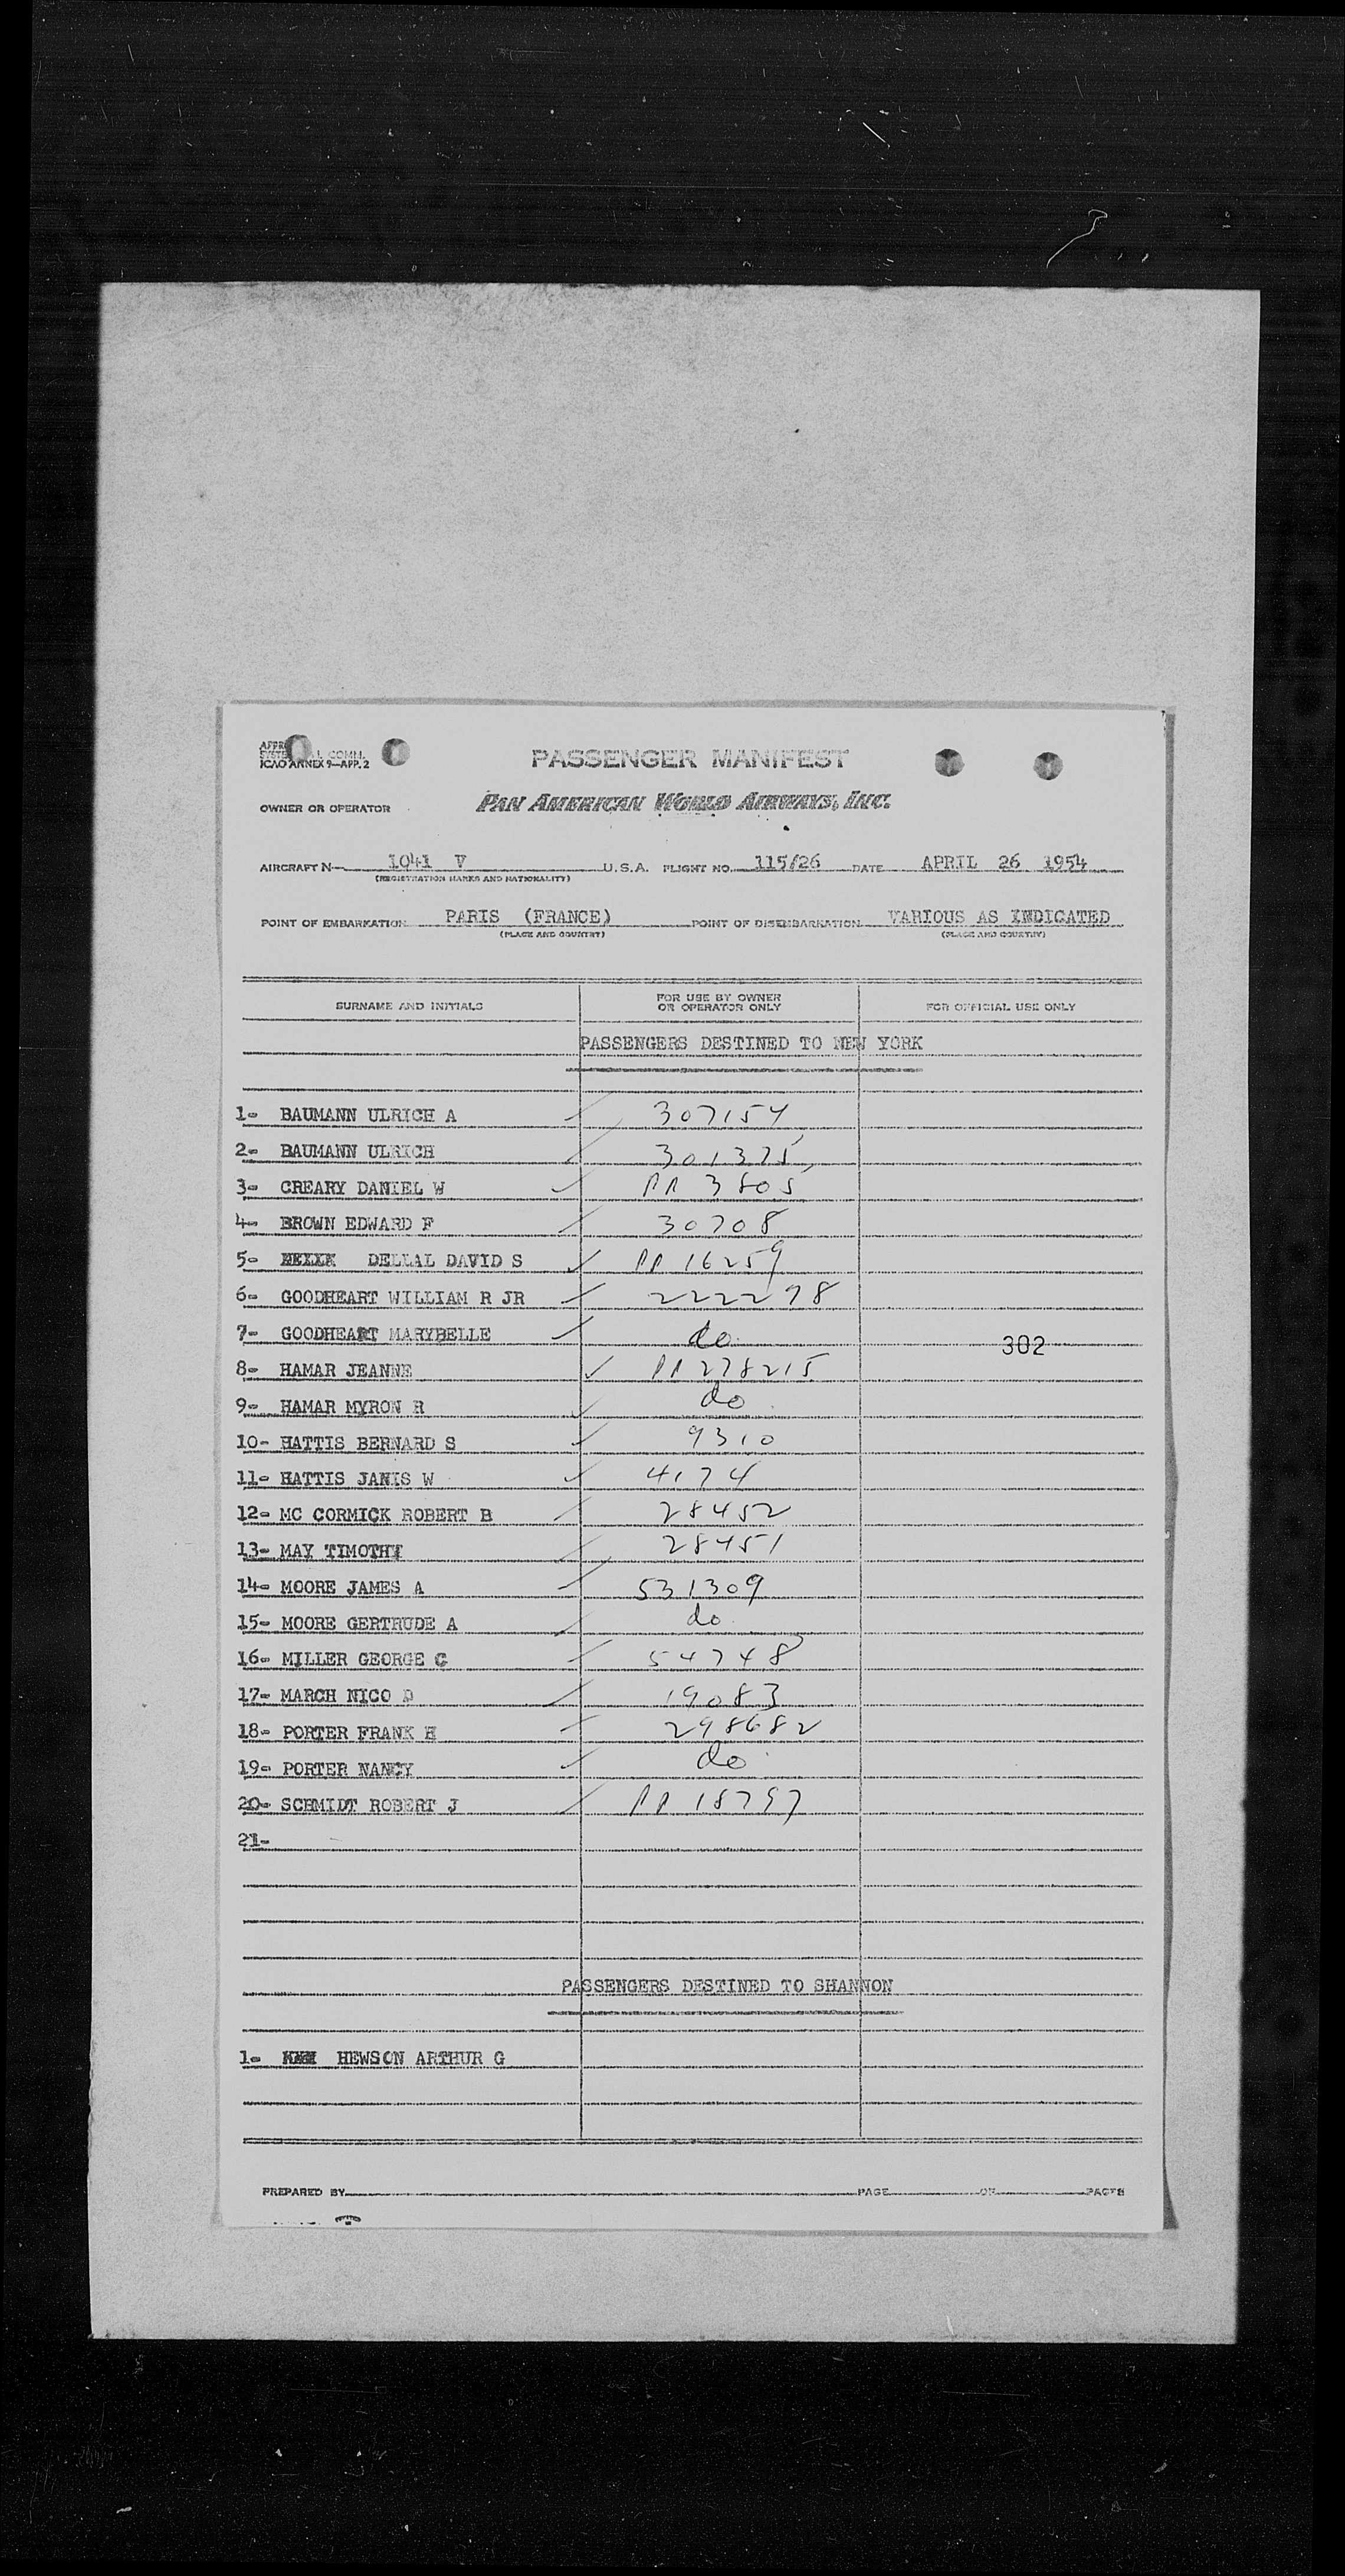 ICAO ANNEX 9—APP. 2
PASSENGER MANIFEST
OWNER OR OPERATOR PAN AMERICAN WORLD AIRWAYS, INC.
AIRCRAFT N— 1041 V U.S.A. FLIGHT NO. 115/26 DATE APRIL 26 1954
(REGISTRATION MARKS AND NATIONALITY)
POINT OF EMBARKATION PARIS (FRANCE) POINT OF DISEMBARKATION VARIOUS AS INDICATED
(PLACE AND COUNTRY) (PLACE AND COUNTRY)
SURNAME AND INITIALS FOR USE BY OWNER OR OPERATOR ONLY FOR OFFICIAL USE ONLY
PASSENGERS DESTINED TO NEW YORK
1- BAUMANN ULRICH A 307154
2- BAUMANN ULRICH 301375
3- CREARY DANIEL W PP 3805
4- BROWN EDWARD F 30708
5- DELLAL DAVID S PP 16259
6- GOODHEART WILLIAM R JR 222298
7- GOODHEART MARYBELLE do 302
8- HAMAR JEANNE PP 278215
9- HAMAR MYRON R do
10- HATTIS BERNARD S 9310
11- HATTIS JANIS W 4174
12- MC CORMICK ROBERT B 28452
13- MAY TIMOTHY 28451
14- MOORE JAMES A 531309
15- MOORE GERTRUDE A do
16- MILLER GEORGE C 54748
17- MARCH NICO D 19083
18- PORTER FRANK H 298682
19- PORTER NANCY do
20- SCHMIDT ROBERT J PP 18797
21-
PASSENGERS DESTINED TO SHANNON
1- HEWSON ARTHUR G
PREPARED BY PAGE OF PAGES